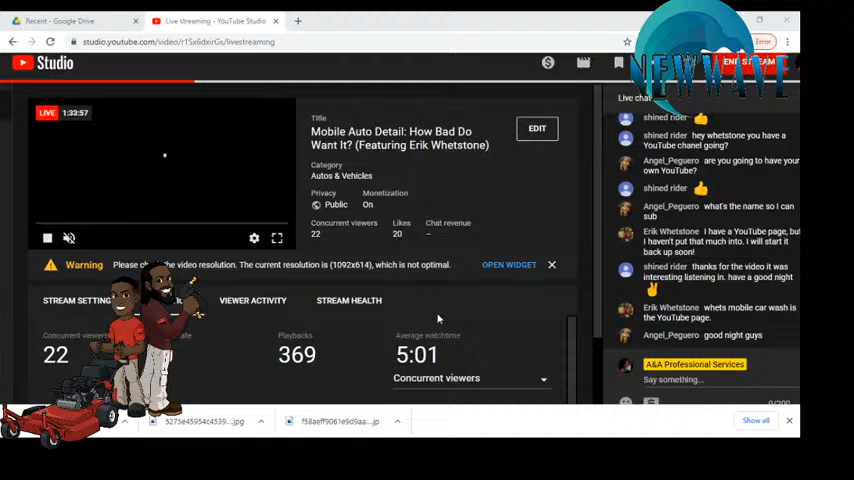 Recent - Google Drive
Live streaming - YouTube Studio
studio.youtube.com/video/r1Sx6dxirGs/livestreaming
Error
Studio
NEWWAVE
LIVE 1:33:57
Title
Mobile Auto Detail: How Bad Do
Want It? (Featuring Erik Whetstone)
EDIT
Category
Autos & Vehicles
Privacy Monetization
Public On
Concurrent viewers Likes Chat revenue
22 20 –
Warning Please check the video resolution. The current resolution is (1092x614), which is not optimal. OPEN WIDGET
STREAM SETTING VIEWER ACTIVITY STREAM HEALTH
Concurrent viewers Playbacks Average watchtime
22 369 5:01
Concurrent viewers
Live chat
shined rider
shined rider hey whetstone you have a
YouTube chanel going?
Angel_Peguero are you going to have your
own YouTube?
shined rider
Angel_Peguero what's the name so I can
sub
Erik Whetstone I have a YouTube page, but
I haven't put that much into. I will start it
back up soon!
shined rider thanks for the video it was
interesting listening in. have a good night
Erik Whetstone whets mobile car wash is
the YouTube page.
Angel_Peguero good night guys
A&A Professional Services
Say something...
0/200
5275e45954c4539....jpg
f58aeff9061e9d9aa....jp
Show all